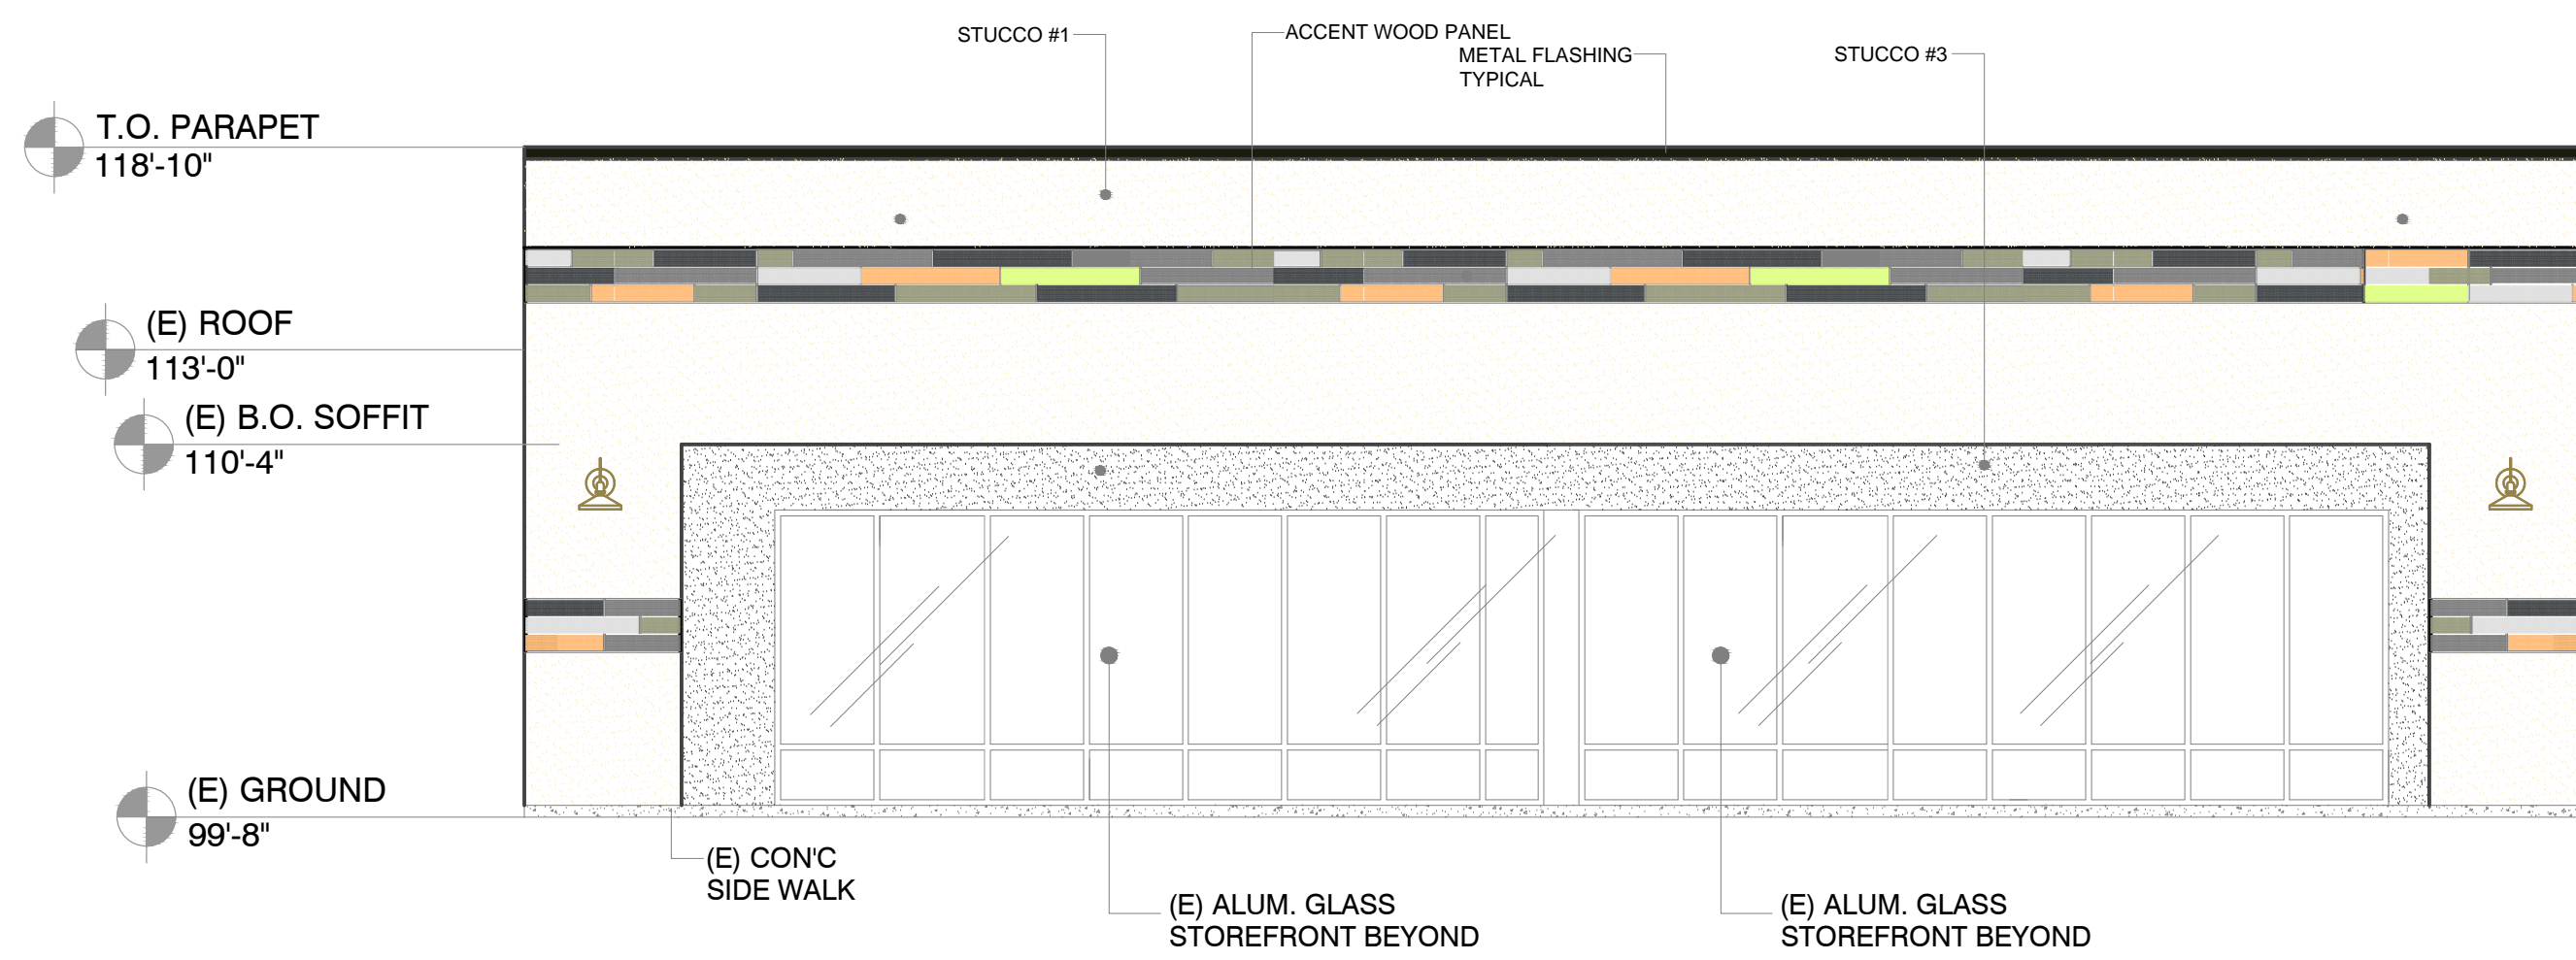 STUCCO #1
ACCENT WOOD PANEL
METAL FLASHING
TYPICAL
STUCCO #3
T.O. PARAPET
118'-10"
(E) ROOF
113'-0"
(E) B.O. SOFFIT
110'-4"
(E) GROUND
99'-8"
(E) CON'C
SIDE WALK
(E) ALUM. GLASS
STOREFRONT BEYOND
(E) ALUM. GLASS
STOREFRONT BEYOND